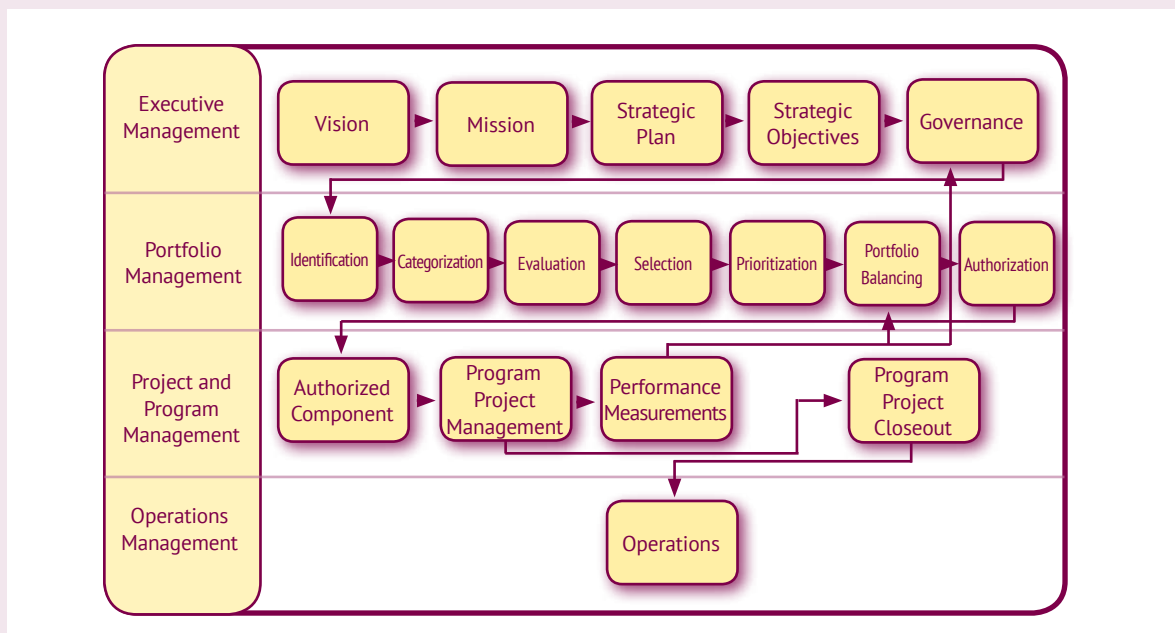 Executive
Management
Vision
Mission
Strategic
Plan
Strategic
Objectives
Governance
Portfolio
Management
Identification
Categorization
Evaluation
Selection
Prioritization
Portfolio
Balancing
Authorization
Project and
Program
Management
Authorized
Component
Program
Project
Management
Performance
Measurements
Program
Project
Closeout
Operations
Management
Operations